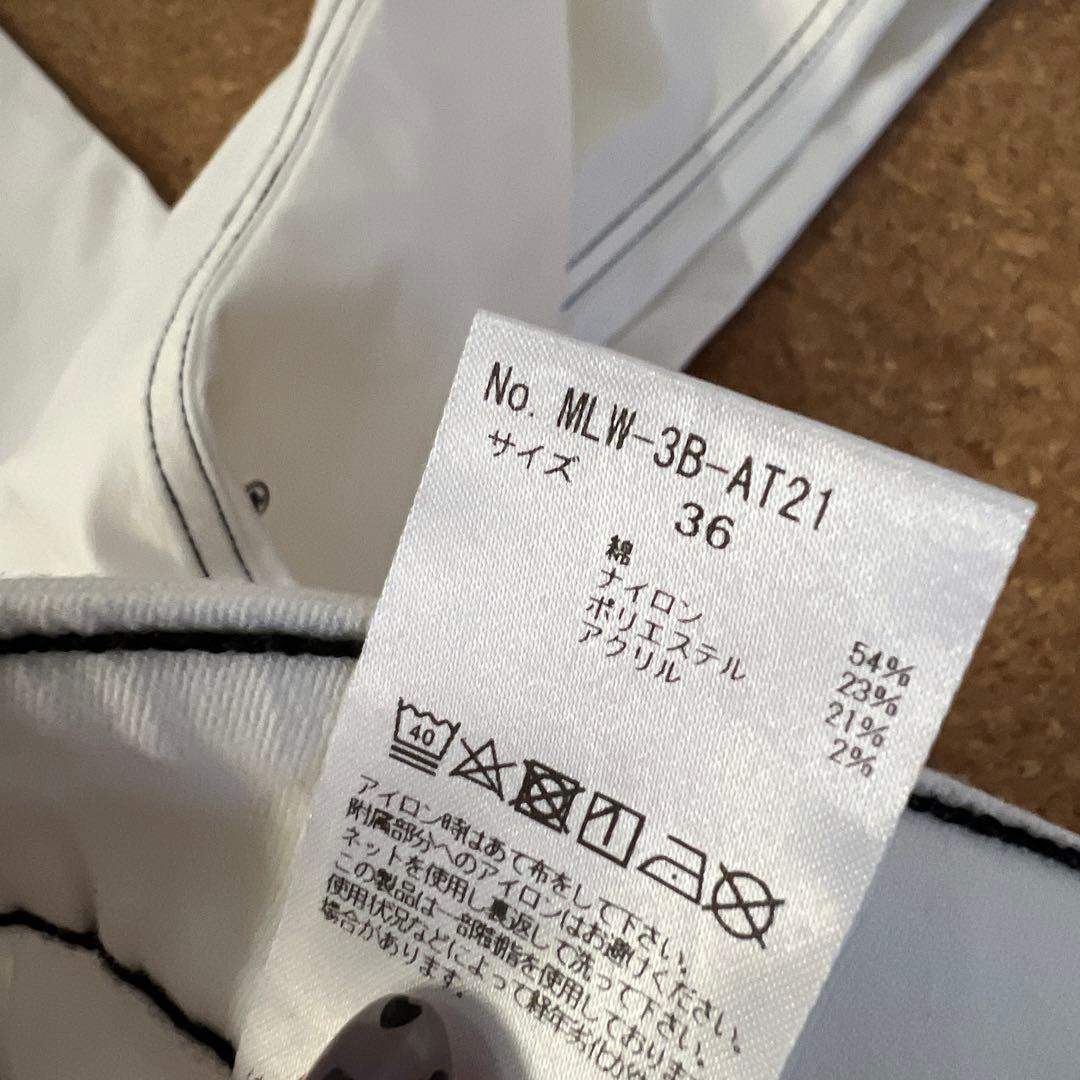 No. MLW-3B-AT21
サイズ 36
綿 54%
ナイロン 23%
ポリエステル 21%
アクリル 2%
40
アイロン時はあて布をして下さい。
附属部分へのアイロンはお避けください。
ネットを使用し裏返して洗って下さい。
この製品は一部樹脂を使用しております
使用状況などによって経年劣化が
場合があります。